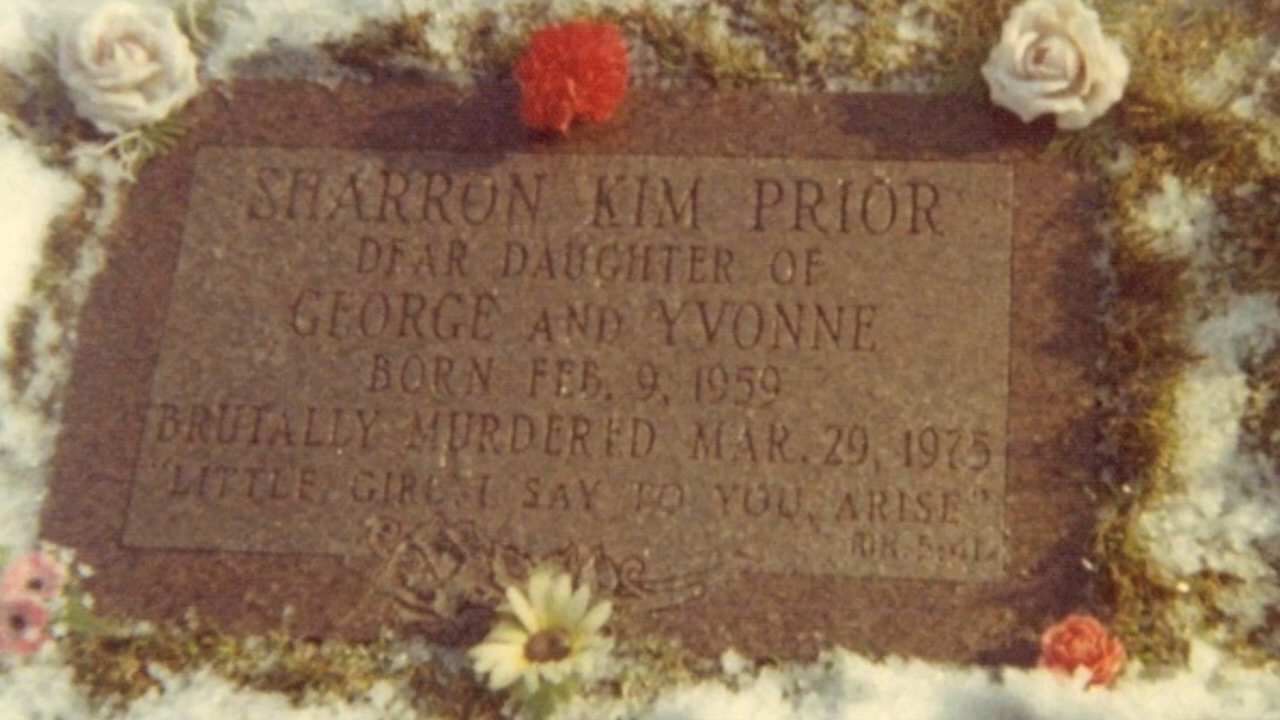 SHARRON KIM PRIOR
DEAR DAUGHTER OF
GEORGE AND YVONNE
BORN FEB. 9, 1959
BRUTALLY MURDERED MAR. 29, 1975
"LITTLE GIRL, I SAY TO YOU, ARISE"
MK. 5:41